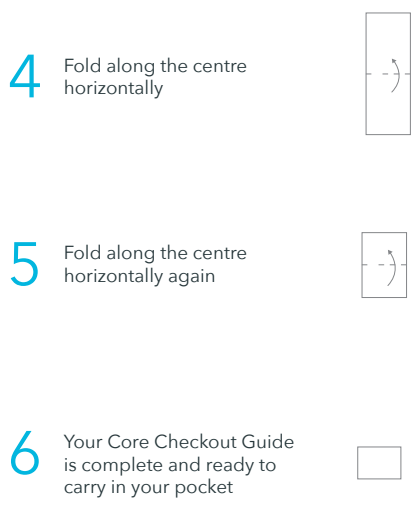 4
Fold along the centre
horizontally
5
Fold along the centre
horizontally again
6
Your Core Checkout Guide
is complete and ready to
carry in your pocket